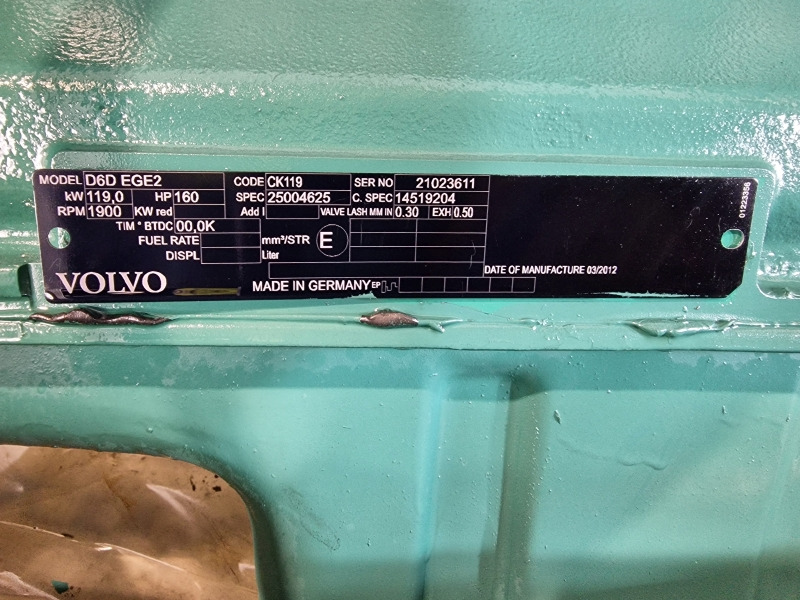 MODEL D6D EGE2 CODE CK119 SER NO 21023611
kW 119,0 HP 160 SPEC 25004625 C. SPEC 14519204
RPM 1900 KW red Add I VALVE LASH MM IN 0.30 EXH 0.50
TIM ° BTDC 00,0K
FUEL RATE mm³/STR E
DISPL Liter
VOLVO MADE IN GERMANY EP DATE OF MANUFACTURE 03/2012
01223356